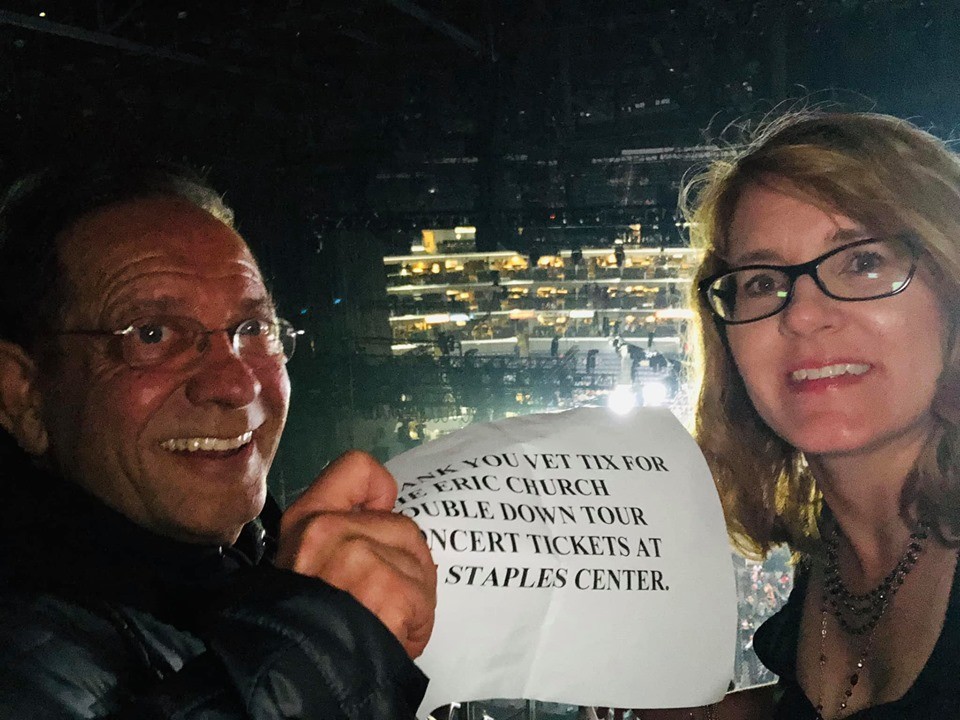 ANK YOU VET TIX FOR
E ERIC CHURCH
OUBLE DOWN TOUR
NCERT TICKETS AT
STAPLES CENTER.